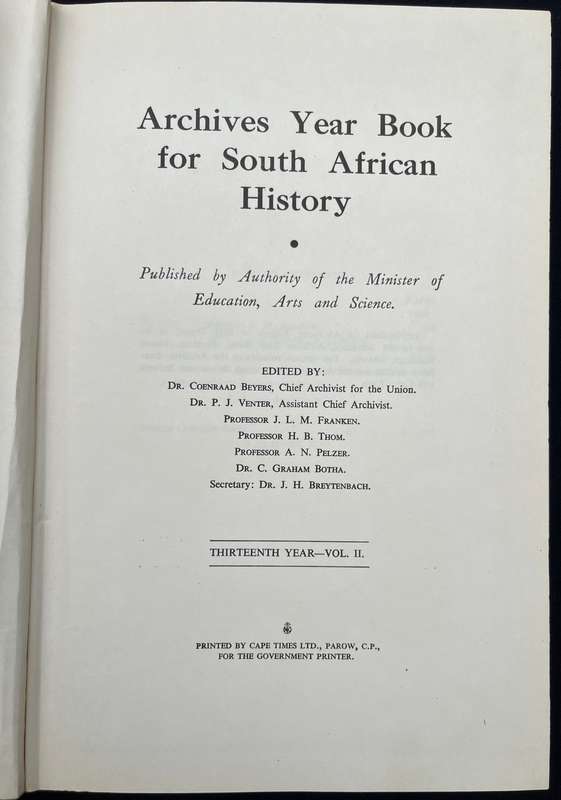 Archives Year Book
for South African
History
Published by Authority of the Minister of
Education, Arts and Science.
EDITED BY:
Dr. Coenraad Beyers, Chief Archivist for the Union.
Dr. P. J. Venter, Assistant Chief Archivist.
Professor J. L. M. Franken.
Professor H. B. Thom.
Professor A. N. Pelzer.
Dr. C. Graham Botha.
Secretary: Dr. J. H. Breytenbach.
THIRTEENTH YEAR—VOL. II.
PRINTED BY CAPE TIMES LTD., PAROW, C.P.,
FOR THE GOVERNMENT PRINTER.